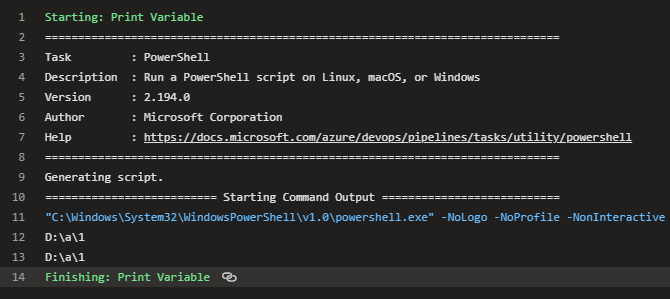 1 Starting: Print Variable
2 ==============================================================================
3 Task         : PowerShell
4 Description  : Run a PowerShell script on Linux, macOS, or Windows
5 Version      : 2.194.0
6 Author       : Microsoft Corporation
7 Help         : https://docs.microsoft.com/azure/devops/pipelines/tasks/utility/powershell
8 ==============================================================================
9 Generating script.
10 ========================== Starting Command Output ===========================
11 "C:\Windows\System32\WindowsPowerShell\v1.0\powershell.exe" -NoLogo -NoProfile -NonInteractive
12 D:\a\1
13 D:\a\1
14 Finishing: Print Variable